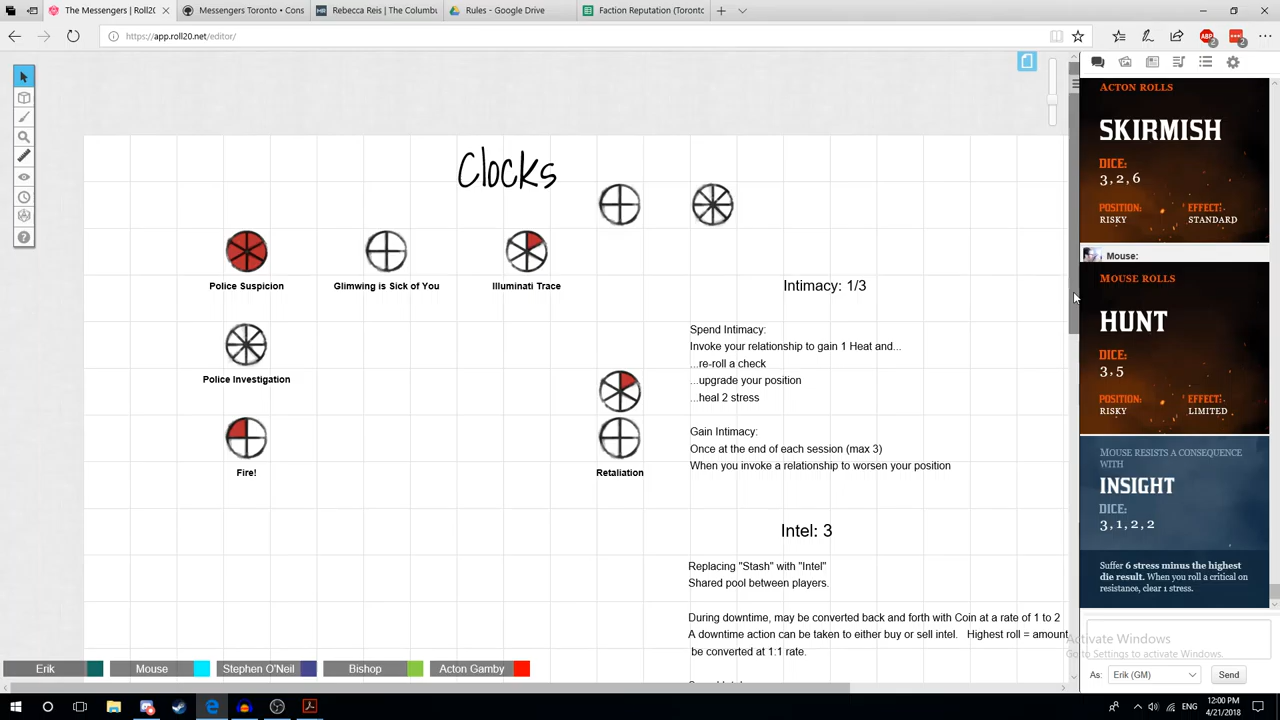 The Messengers | Roll20
Messengers Toronto • Cons
Rebecca Reis | The Columbu
Rules - Google Drive
Faction Reputation (Toronto
https://app.roll20.net/editor/
ABP
2
2
Clocks
Police Suspicion
Glimwing is Sick of You
Illuminati Trace
Intimacy: 1/3
Spend Intimacy:
Invoke your relationship to gain 1 Heat and...
...re-roll a check
...upgrade your position
...heal 2 stress
Police Investigation
Gain Intimacy:
Once at the end of each session (max 3)
When you invoke a relationship to worsen your position
Fire!
Retaliation
Intel: 3
Replacing "Stash" with "Intel"
Shared pool between players.
During downtime, may be converted back and forth with Coin at a rate of 1 to 2
A downtime action can be taken to either buy or sell intel. Highest roll = amount
be converted at 1:1 rate.
Erik
Mouse
Stephen O'Neil
Bishop
Acton Gamby
ACTON ROLLS
SKIRMISH
DICE:
3, 2, 6
POSITION: EFFECT:
RISKY STANDARD
Mouse:
MOUSE ROLLS
HUNT
DICE:
3, 5
POSITION: EFFECT:
RISKY LIMITED
MOUSE RESISTS A CONSEQUENCE
WITH
INSIGHT
DICE:
3, 1, 2, 2
Suffer 6 stress minus the highest
die result. When you roll a critical on
resistance, clear 1 stress.
Activate Windows
Go to Settings to activate Windows.
As: Erik (GM) Send
ENG
12:00 PM
4/21/2018